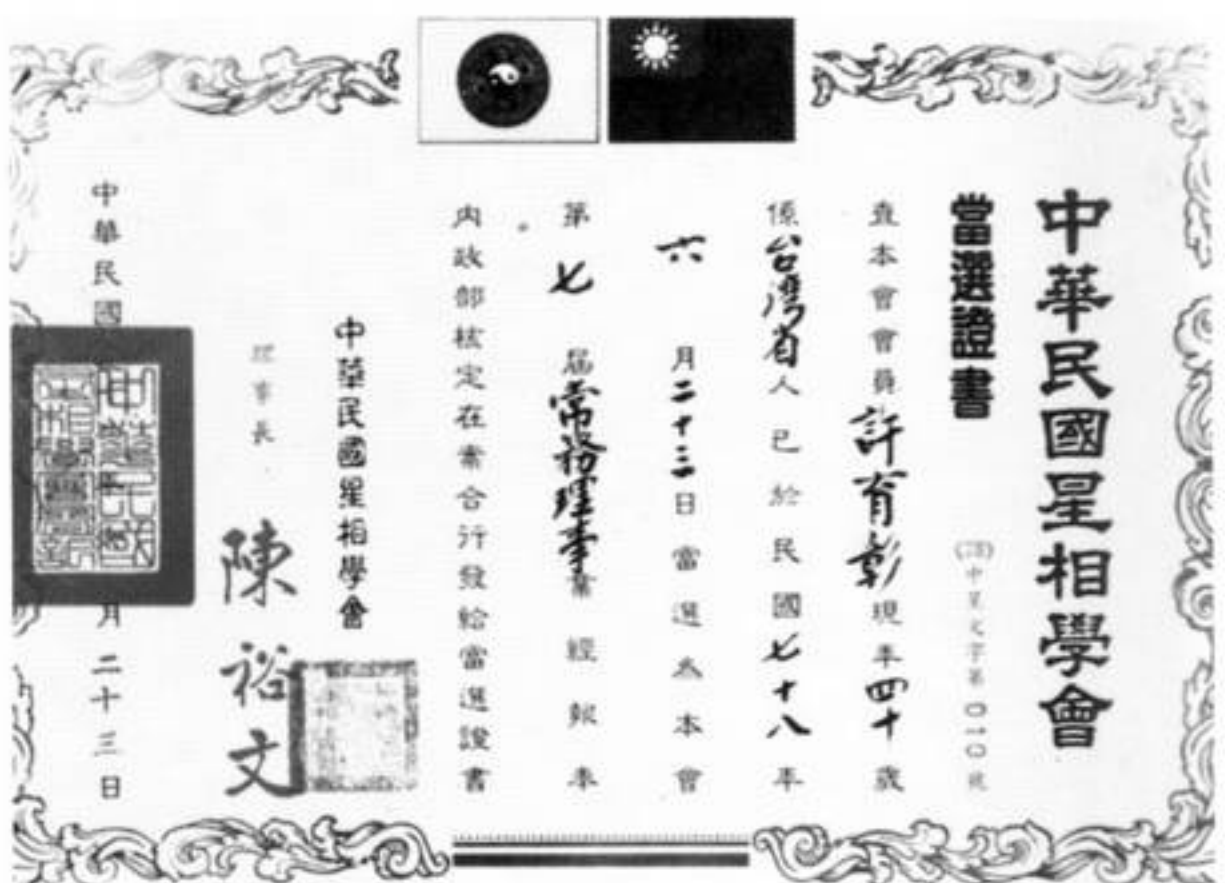 中華民國星相學會
當選證書
中星文字第〇一〇號
查本會會員許育彰現年四十歲
係台灣省人已於民國七十八年
六月二十三日當選為本會
第七届常務理事業經報奉
内政部核定在案合行發給當選證書
中華民國星相學會
理事長 陳裕文
中華民國 月二十三日